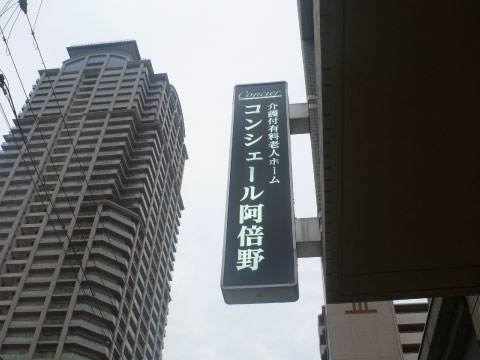 Concier
介護付有料老人ホーム
コンシェール阿倍野